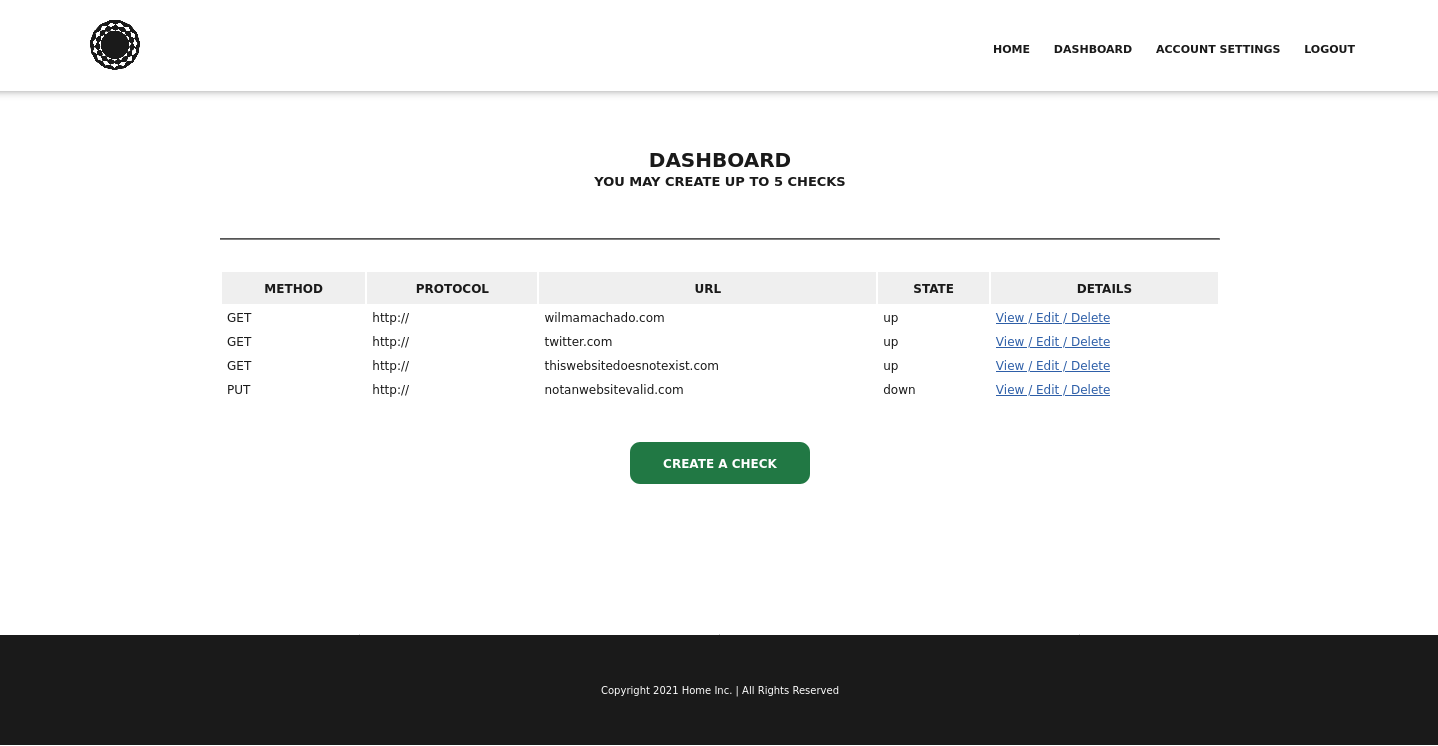 HOME DASHBOARD ACCOUNT SETTINGS LOGOUT
DASHBOARD
YOU MAY CREATE UP TO 5 CHECKS
METHOD PROTOCOL URL STATE DETAILS
GET http:// wilmamachado.com up View / Edit / Delete
GET http:// twitter.com up View / Edit / Delete
GET http:// thiswebsitedoesnotexist.com up View / Edit / Delete
PUT http:// notanwebsitevalid.com down View / Edit / Delete
CREATE A CHECK
Copyright 2021 Home Inc. | All Rights Reserved